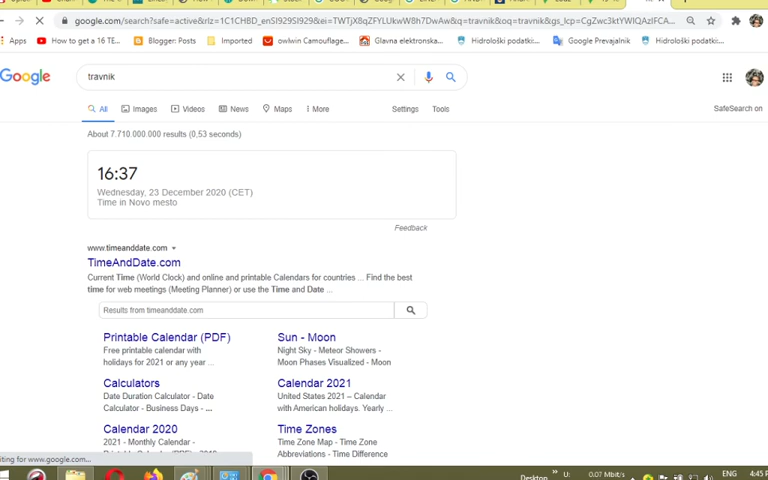 google.com/search?safe=active&rlz=1C1CHBD_enSI929SI929&ei=TWTjX8qZFYLUkwW8h7DwAw&q=travnik&oq=travnik&gs_lcp=
Apps
How to get a 16 TE...
Blogger: Posts
Imported
owlwin Camouflage...
Glavna elektronska...
Hidrološki podatki:...
Google Prevajalnik
Hidrološki podatki:...
Google
travnik
All
Images
Videos
News
Maps
More
Settings
Tools
SafeSearch on
About 7.710.000.000 results (0,53 seconds)
16:37
Wednesday, 23 December 2020 (CET)
Time in Novo mesto
Feedback
www.timeanddate.com
TimeAndDate.com
Current Time (World Clock) and online and printable Calendars for countries ... Find the best
time for web meetings (Meeting Planner) or use the Time and Date ...
Results from timeanddate.com
Printable Calendar (PDF)
Free printable calendar with
holidays for 2021 or any year ...
Sun - Moon
Night Sky - Meteor Showers -
Moon Phases Visualized - Moon
Calculators
Date Duration Calculator - Date
Calculator - Business Days - ...
Calendar 2021
United States 2021 – Calendar
with American holidays. Yearly ...
Calendar 2020
2021 - Monthly Calendar -
Time Zones
Time Zone Map - Time Zone
Abbreviations - Time Difference
iting for www.google.com...
Desktop
U:
0.07 Mbit/s
ENG
4:45 P